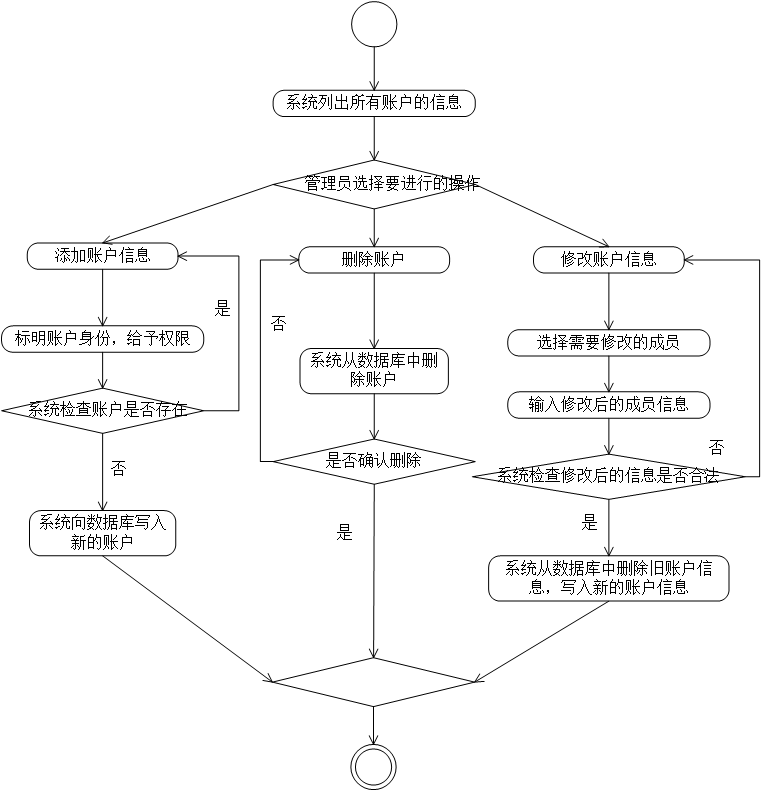 系统列出所有账户的信息
管理员选择要进行的操作
添加账户信息
是
标明账户身份，给予权限
系统检查账户是否存在
否
系统向数据库写入
新的账户
删除账户
否
系统从数据库中删
除账户
是否确认删除
是
修改账户信息
选择需要修改的成员
输入修改后的成员信息
否
系统检查修改后的信息是否合法
是
系统从数据库中删除旧账户信
息，写入新的账户信息